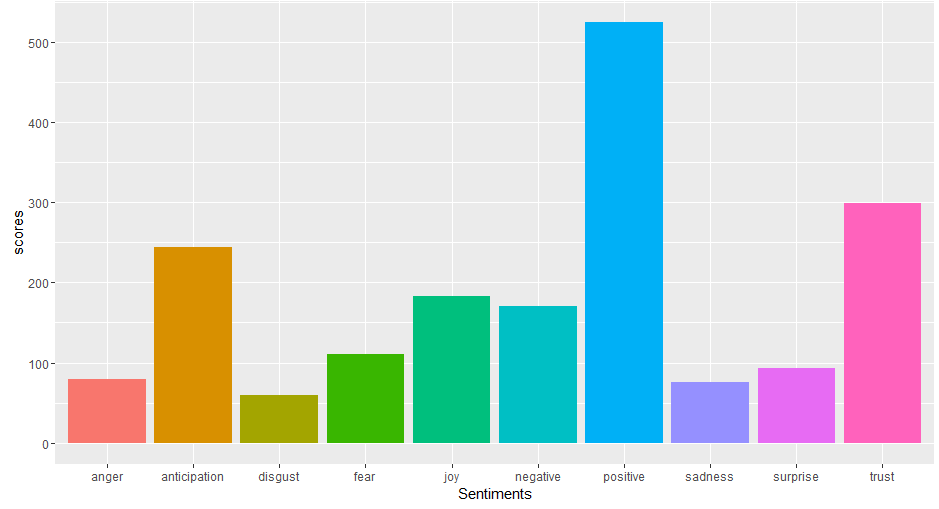 500
400
300
200
100
0
scores
anger anticipation disgust fear joy negative positive sadness surprise trust
Sentiments